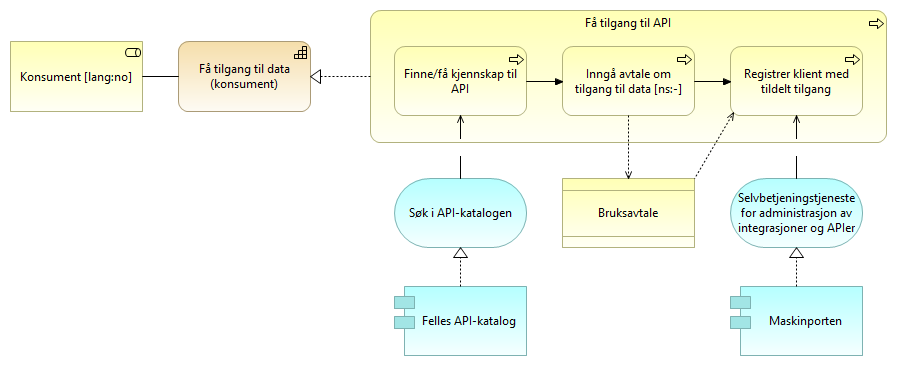 Få tilgang til API
Konsument [lang:no]
Få tilgang til data
(konsument)
Finne/få kjennskap til
API
Inngå avtale om
tilgang til data [ns:-]
Registrer klient med
tildelt tilgang
Søk i API-katalogen
Bruksavtale
Selvbetjeningstjeneste
for administrasjon av
integrasjoner og APIer
Felles API-katalog
Maskinporten